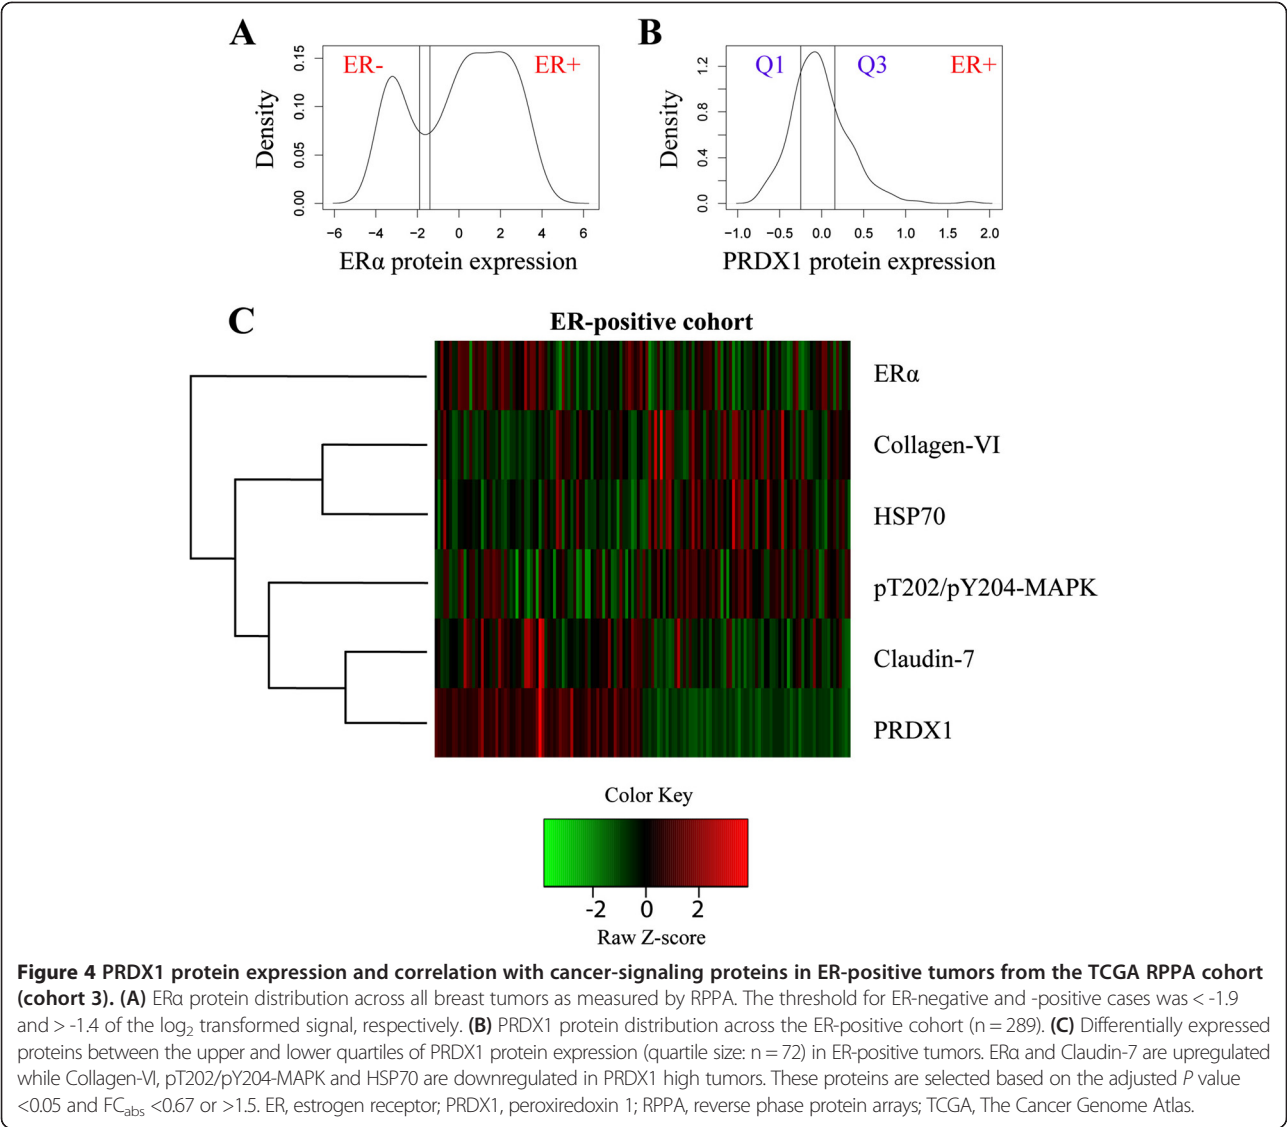 A
B
ER-
ER+
0.15
0.10
0.05
0.00
Density
−6 −4 −2 0 2 4 6
ERα protein expression
Q1
Q3
ER+
1.2
0.8
0.4
0.0
Density
−1.0 −0.5 0.0 0.5 1.0 1.5 2.0
PRDX1 protein expression
C
ER-positive cohort
ERα
Collagen-VI
HSP70
pT202/pY204-MAPK
Claudin-7
PRDX1
Color Key
-2 0 2
Raw Z-score
Figure 4 PRDX1 protein expression and correlation with cancer-signaling proteins in ER-positive tumors from the TCGA RPPA cohort
(cohort 3). (A) ERα protein distribution across all breast tumors as measured by RPPA. The threshold for ER-negative and -positive cases was < -1.9
and > -1.4 of the log2 transformed signal, respectively. (B) PRDX1 protein distribution across the ER-positive cohort (n = 289). (C) Differentially expressed
proteins between the upper and lower quartiles of PRDX1 protein expression (quartile size: n = 72) in ER-positive tumors. ERα and Claudin-7 are upregulated
while Collagen-VI, pT202/pY204-MAPK and HSP70 are downregulated in PRDX1 high tumors. These proteins are selected based on the adjusted P value
<0.05 and FCabs <0.67 or >1.5. ER, estrogen receptor; PRDX1, peroxiredoxin 1; RPPA, reverse phase protein arrays; TCGA, The Cancer Genome Atlas.